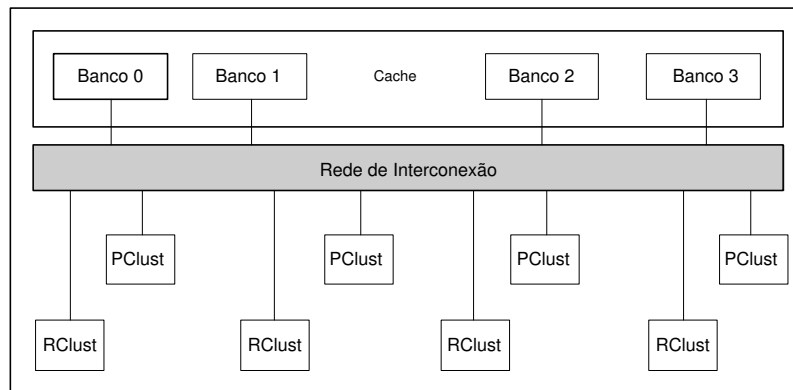 Banco 0
Banco 1
Cache
Banco 2
Banco 3
Rede de Interconexão
PClust
PClust
PClust
PClust
RClust
RClust
RClust
RClust